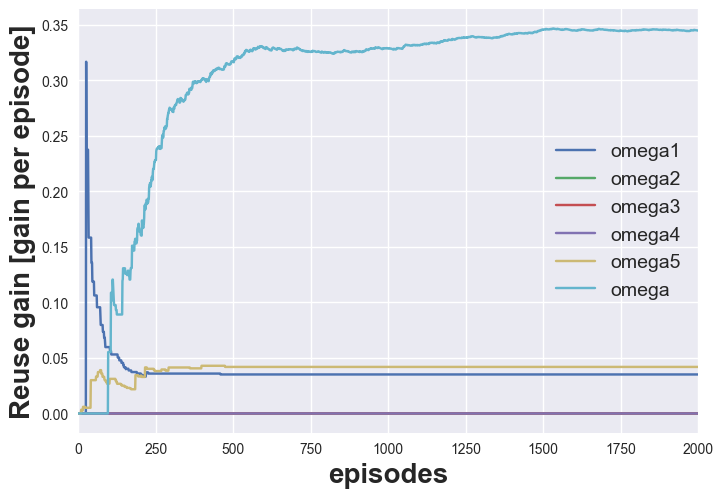 Reuse gain [gain per episode]
0.35
0.30
0.25
0.20
0.15
0.10
0.05
0.00
omega1
omega2
omega3
omega4
omega5
omega
0 250 500 750 1000 1250 1500 1750 2000
episodes